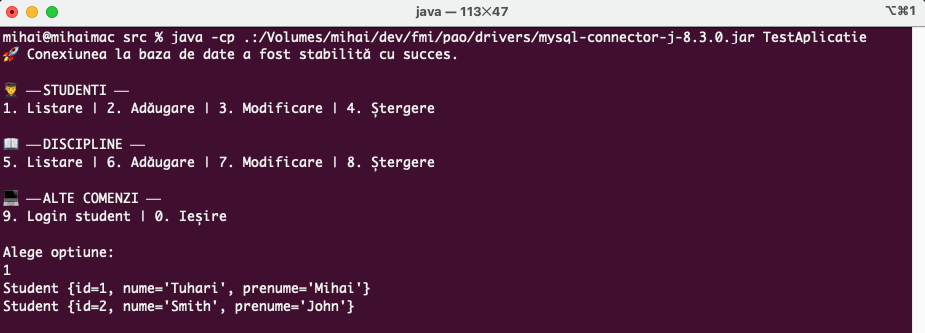 java — 113×47
⌥⌘1
mihai@mihaimac src % java -cp .:/Volumes/mihai/dev/fmi/pao/drivers/mysql-connector-j-8.3.0.jar TestAplicatie
🚀 Conexiunea la baza de date a fost stabilită cu succes.
👨‍🎓 ——STUDENTI ——
1. Listare | 2. Adăugare | 3. Modificare | 4. Ștergere
📖 ——DISCIPLINE ——
5. Listare | 6. Adăugare | 7. Modificare | 8. Ștergere
💻 ——ALTE COMENZI ——
9. Login student | 0. Ieșire
Alege optiune:
1
Student {id=1, nume='Tuhari', prenume='Mihai'}
Student {id=2, nume='Smith', prenume='John'}